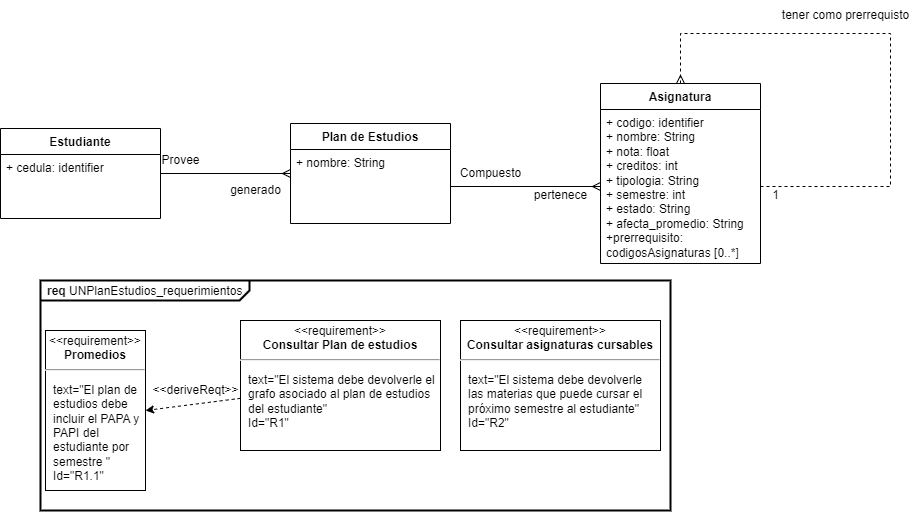 tener como prerrequisto
Asignatura
+ codigo: identifier
+ nombre: String
+ nota: float
+ creditos: int
+ tipologia: String
+ semestre: int
+ estado: String
+ afecta_promedio: String
+prerrequisito:
codigosAsignaturas [0..*]
1
Plan de Estudios
+ nombre: String
Estudiante
+ cedula: identifier
Provee
generado
Compuesto
pertenece
req UNPlanEstudios_requerimientos
<<requirement>>
Promedios
text="El plan de
estudios debe
incluir el PAPA y
PAPI del
estudiante por
semestre "
Id="R1.1"
<<deriveReqt>>
<<requirement>>
Consultar Plan de estudios
text="El sistema debe devolverle el
grafo asociado al plan de estudios
del estudiante"
Id="R1"
<<requirement>>
Consultar asignaturas cursables
text="El sistema debe devolverle
las materias que puede cursar el
próximo semestre al estudiante"
Id="R2"